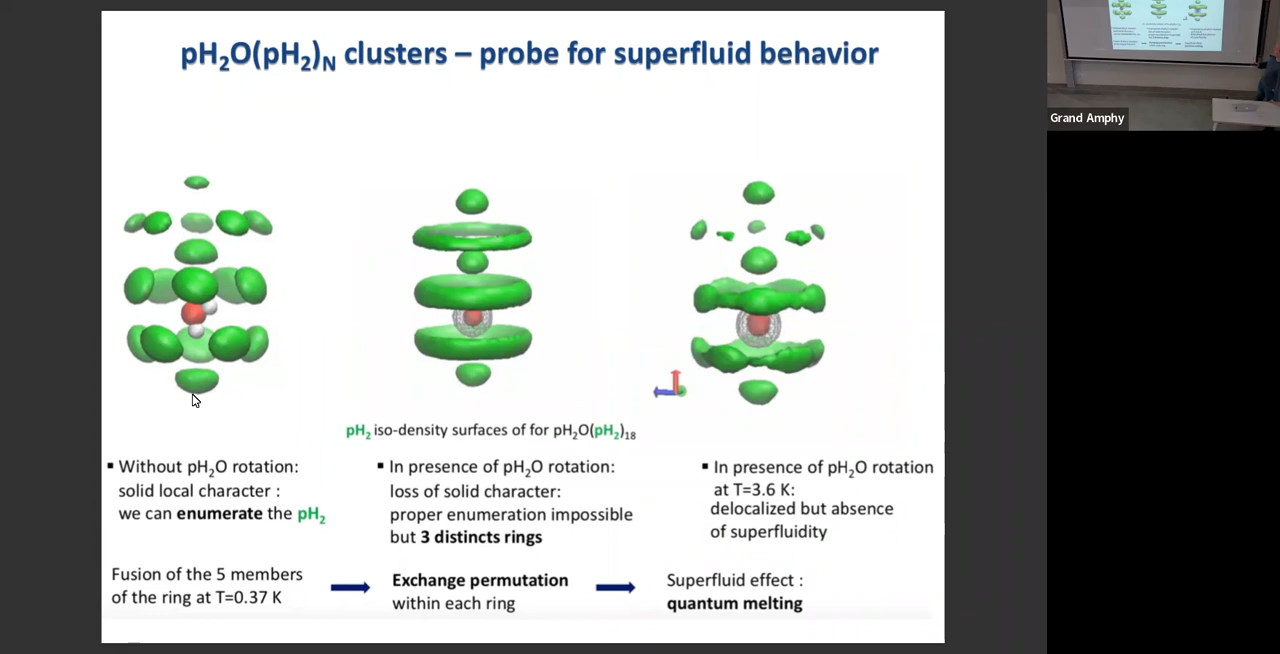 pH₂O(pH₂)N clusters – probe for superfluid behavior
Grand Amphy
pH₂ iso-density surfaces of for pH₂O(pH₂)₁₈
▪ Without pH₂O rotation:
solid local character :
we can enumerate the pH₂
▪ In presence of pH₂O rotation:
loss of solid character:
proper enumeration impossible
but 3 distincts rings
▪ In presence of pH₂O rotation
at T=3.6 K:
delocalized but absence
of superfluidity
Fusion of the 5 members
of the ring at T=0.37 K
Exchange permutation
within each ring
Superfluid effect :
quantum melting